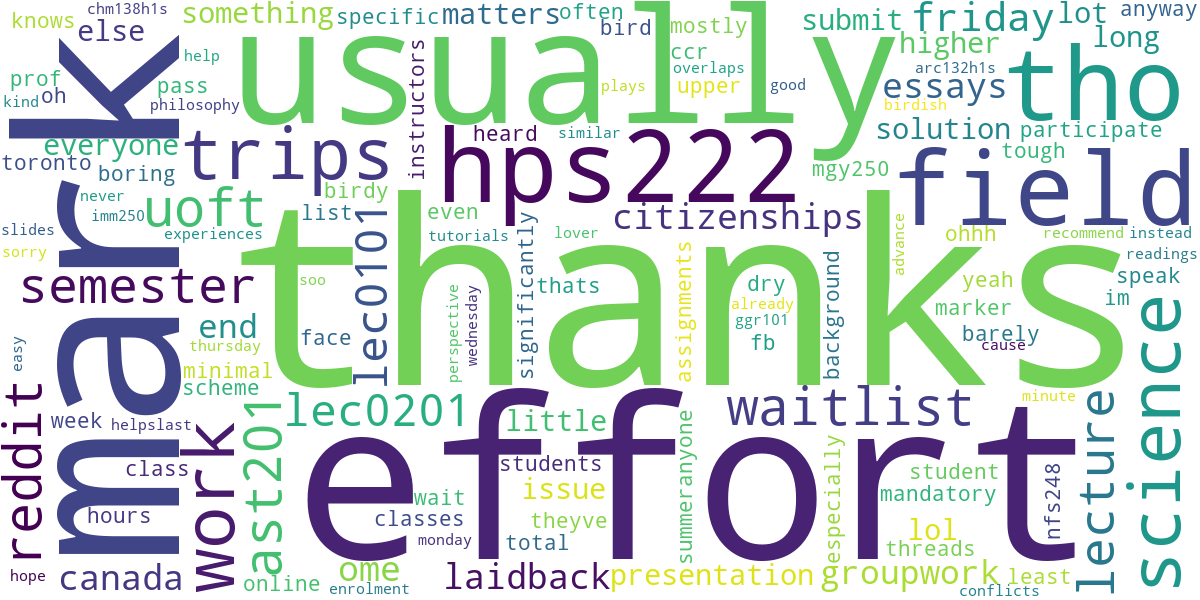 knows
chm138h1s
else
something
specific
matters
often
bird
mostly
submit
friday
lot
anyway
help
usually
ccr
overlaps
higher
long
prof
pass
kind
oh
philosophy
plays
upper
good
arc132h1s
essays
tho
birdish
mark
everyone
trips
instructors
heard
similar
hps222
solution
participate
tough
toronto
boring
mgy250
field
never
imm250
uoft
birdy
list
lec0101
even
tutorials
significantly
lover
citizenships
advance
ohhh
recommend
instead
slides
experiences
sorry
readings
semester
soo
thanks
thats
perspective
wednesday
assignments
dry
already
ggr101
fb
background
yeah
marker
barely
cause
speak
im
science
easy
end
thursday
face
minimal
scheme
minute
reddit
week
helpslast
work
ast201
lec0201
little
waitlist
lecture
class
students
effort
issue
summeranyone
especially
student
mandatory
nfs248
hours
wait
classes
theyve
monday
total
lol
threads
hope
canada
online
enrolment
ome
laidback
presentation
groupwork
least
conflicts